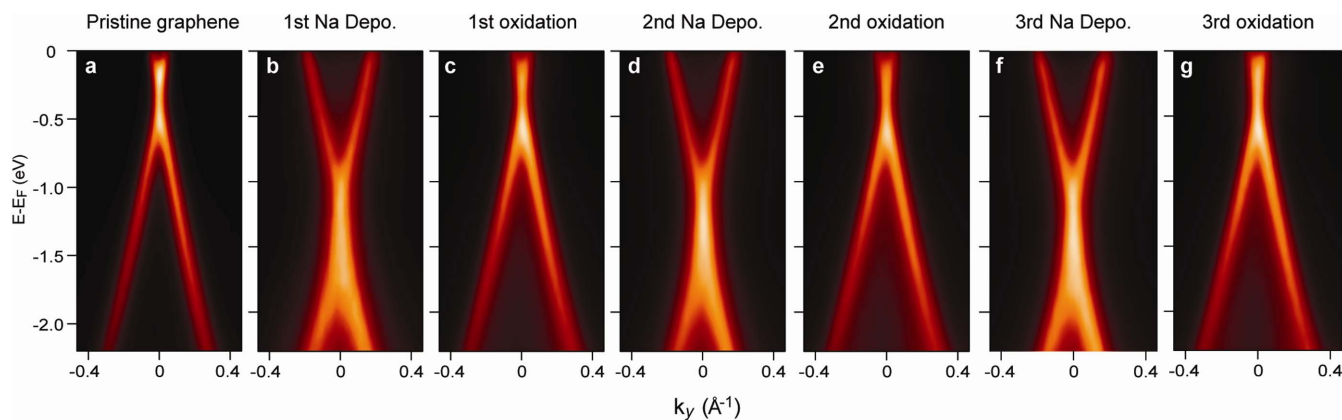 Pristine graphene 1st Na Depo. 1st oxidation 2nd Na Depo. 2nd oxidation 3rd Na Depo. 3rd oxidation
a b c d e f g
0
-0.5
-1.0
-1.5
-2.0
E-E_F (eV)
-0.4 0 0.4 -0.4 0 0.4 -0.4 0 0.4 -0.4 0 0.4 -0.4 0 0.4 -0.4 0 0.4 -0.4 0 0.4
k_y (Å⁻¹)